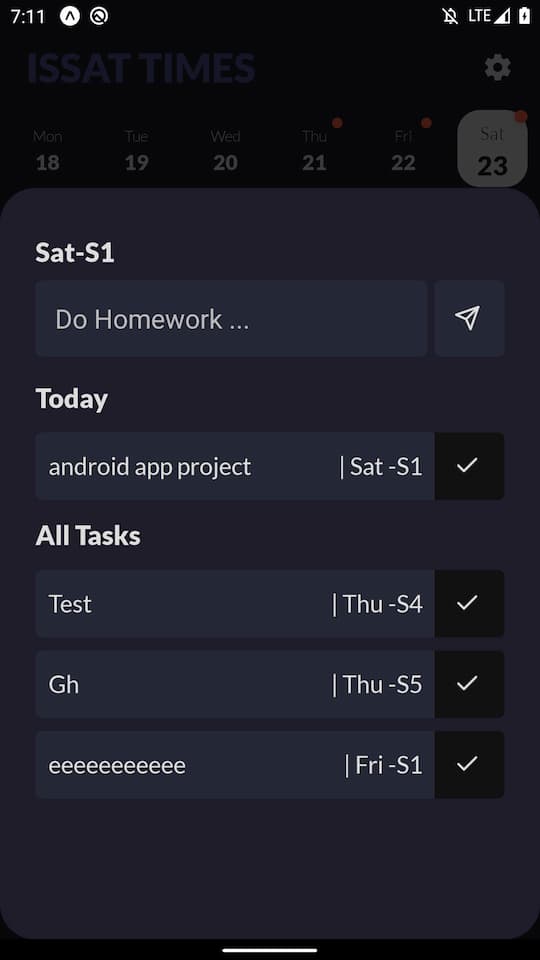 7:11 LTE
ISSAT TIMES
Mon Tue Wed Thu Fri Sat
18 19 20 21 22 23
Sat-S1
Do Homework ...
Today
android app project | Sat -S1
All Tasks
Test | Thu -S4
Gh | Thu -S5
eeeeeeeeeee | Fri -S1